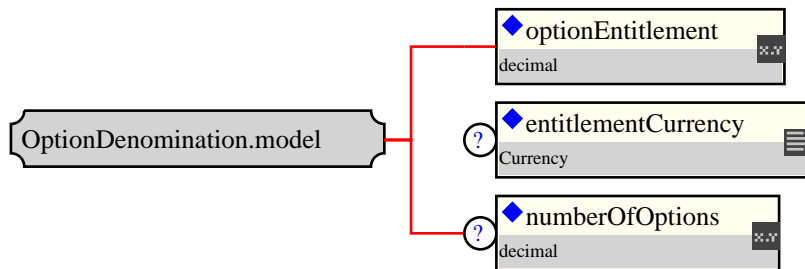 optionEntitlement
x.Y
decimal
OptionDenomination.model
?
entitlementCurrency
Currency
?
numberOfOptions
x.Y
decimal